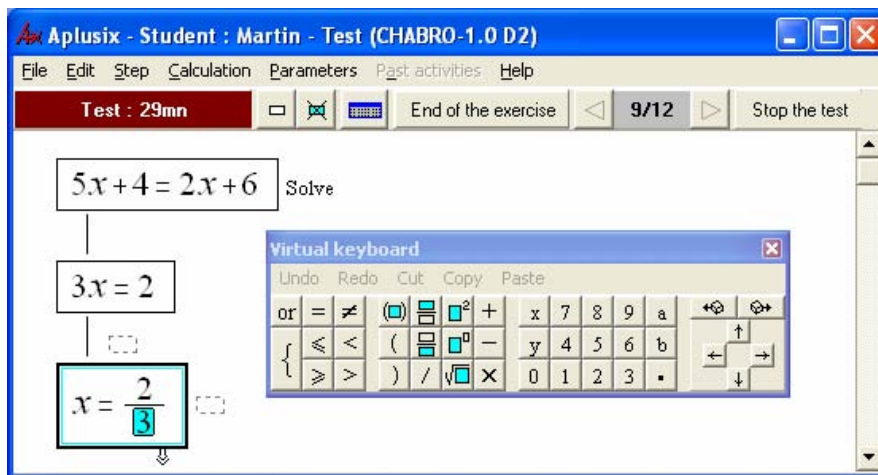 Aplusix - Student : Martin - Test (CHABRO-1.0 D2)
File Edit Step Calculation Parameters Past activities Help
Test : 29mn End of the exercise 9/12 Stop the test
5x + 4 = 2x + 6 Solve
3x = 2
x = 2/3
Virtual keyboard
Undo Redo Cut Copy Paste
or = ≠ (□) □² + x 7 8 9 a
{ ⩽ < ( □ⁿ − y 4 5 6 b
⩾ > ) / √□ × 0 1 2 3 .